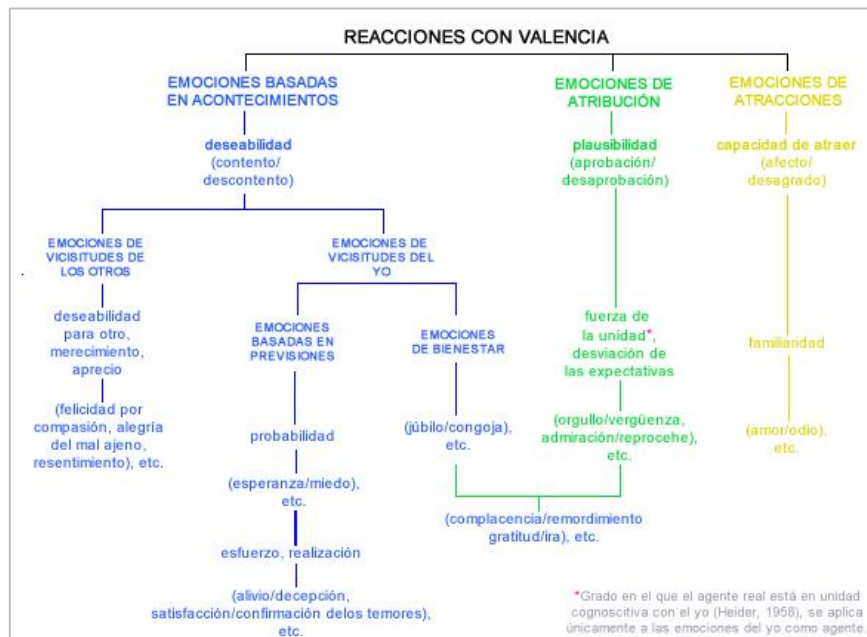 REACCIONES CON VALENCIA
EMOCIONES BASADAS
EN ACONTECIMIENTOS
deseabilidad
(contento/
descontento)
EMOCIONES DE
VICISITUDES DE
LOS OTROS
deseabilidad
para otro,
merecimiento,
aprecio
(felicidad por
compasión, alegría
del mal ajeno,
resentimiento), etc.
EMOCIONES DE
VICISITUDES DEL
YO
EMOCIONES
BASADAS EN
PREVISIONES
probabilidad
(esperanza/miedo),
etc.
esfuerzo, realización
(alivio/decepción,
satisfacción/confirmación delos temores),
etc.
EMOCIONES
DE BIENESTAR
(júbilo/congoja),
etc.
EMOCIONES DE
ATRIBUCIÓN
plausibilidad
(aprobación/
desaprobación)
fuerza de
la unidad*,
desviación de
las expectativas
(orgullo/vergüenza,
admiración/reprocehe),
etc.
(complacencia/remordimiento
gratitud/ira), etc.
EMOCIONES DE
ATRACCIONES
capacidad de atraer
(afecto/
desagrado)
familiaridad
(amor/odio),
etc.
*Grado en el que el agente real está en unidad
cognoscitiva con el yo (Heider, 1958), se aplica
únicamente a las emociones del yo como agente.